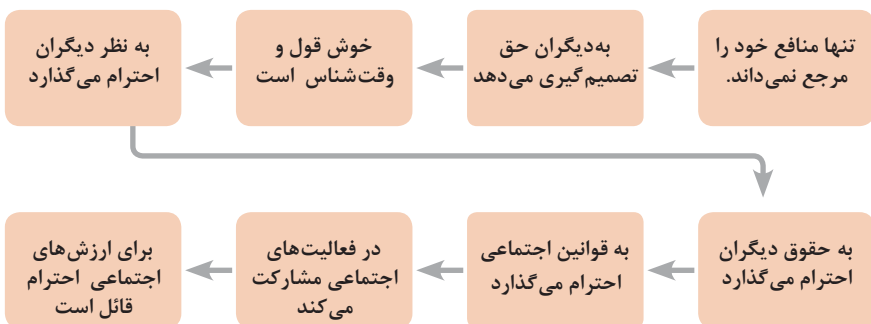 تنها منافع خود را
مرجع نمی‌داند.
به‌دیگران حق
تصمیم‌گیری می‌دهد
خوش قول و
وقت‌شناس است
به نظر دیگران
احترام می‌گذارد
به حقوق دیگران
احترام می‌گذارد
به قوانین اجتماعی
احترام می‌گذارد
در فعالیت‌های
اجتماعی مشارکت
می‌کند
برای ارزش‌های
اجتماعی احترام
قائل است